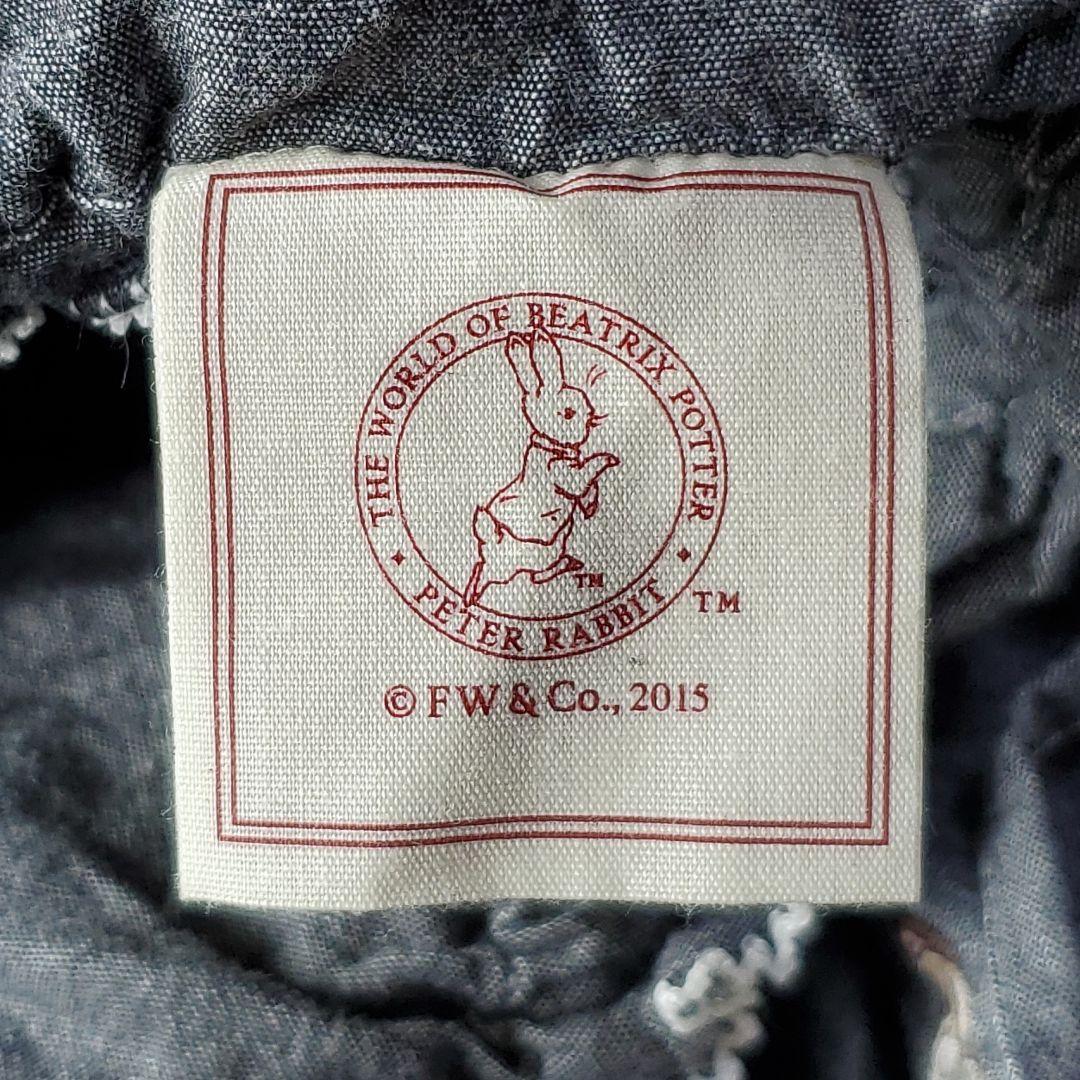 THE WORLD OF BEATRIX POTTER
TM
• PETER RABBIT •
TM
© FW & Co., 2015